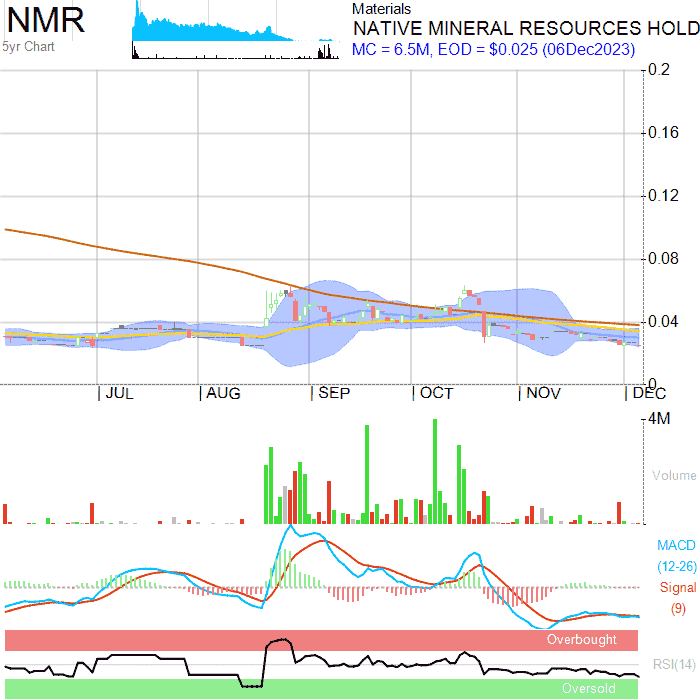 NMR
5yr Chart
Materials
NATIVE MINERAL RESOURCES HOLD
MC = 6.5M, EOD = $0.025 (06Dec2023)
0.2
0.16
0.12
0.08
0.04
0
JUL AUG SEP OCT NOV DEC
4M
Volume
MACD
(12-26)
Signal
(9)
Overbought
RSI(14)
Oversold